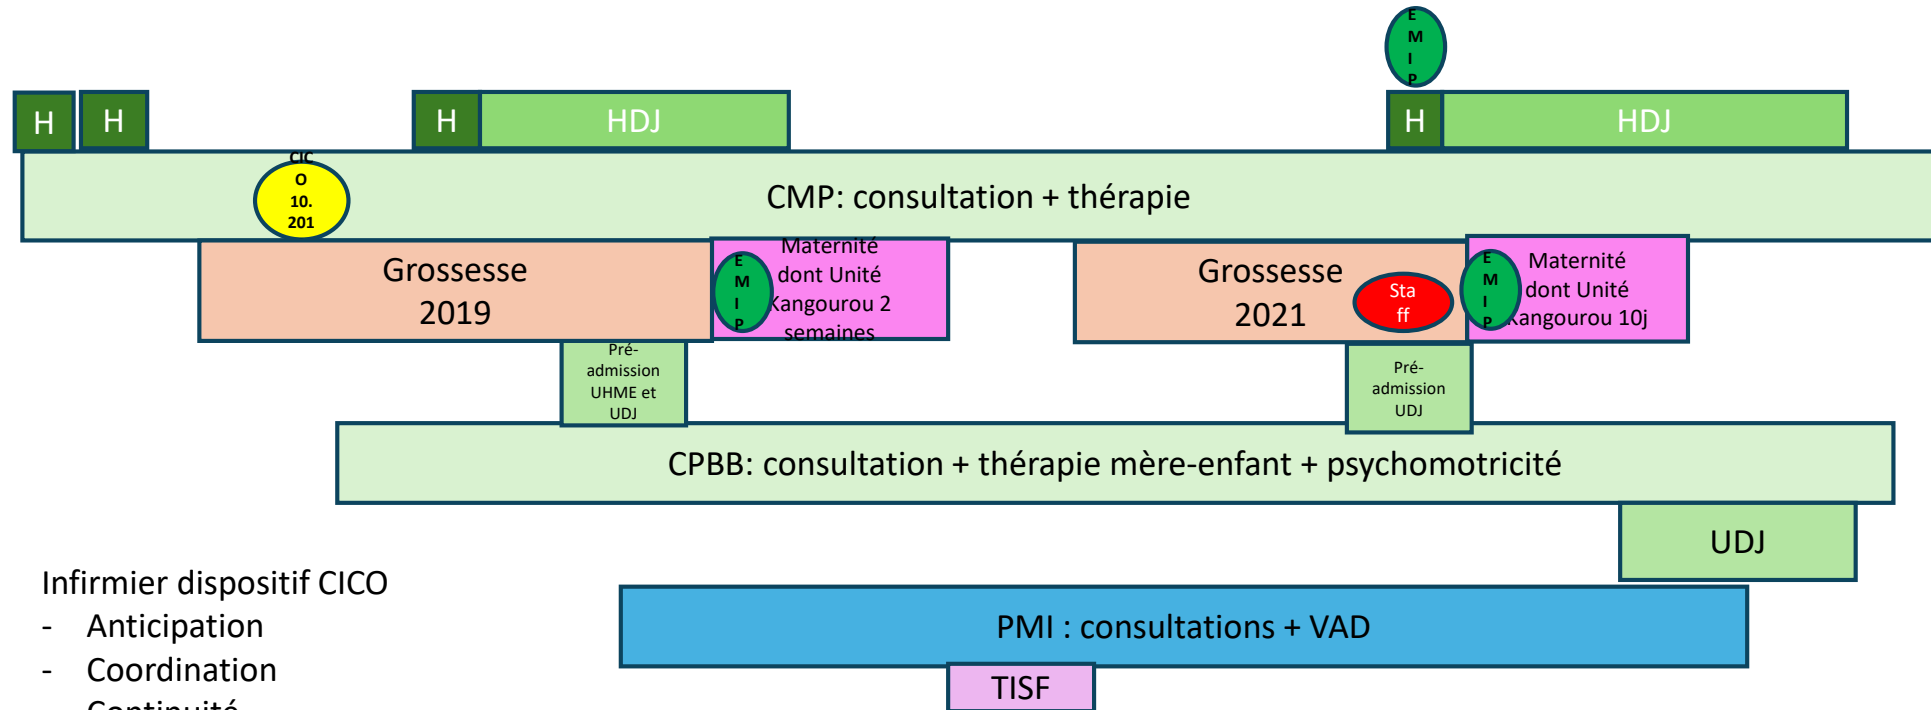 E
M
I
P
H
H
H
HDJ
H
HDJ
CIC
O
10.
201
CMP: consultation + thérapie
Grossesse
2019
E
M
I
P
Maternité
dont Unité
Kangourou 2
semaines
Grossesse
2021
Sta
ff
E
M
I
P
Maternité
dont Unité
Kangourou 10j
Pré-
admission
UHME et
UDJ
Pré-
admission
UDJ
CPBB: consultation + thérapie mère-enfant + psychomotricité
UDJ
Infirmier dispositif CICO
- Anticipation
- Coordination
Continuité
PMI : consultations + VAD
TISF